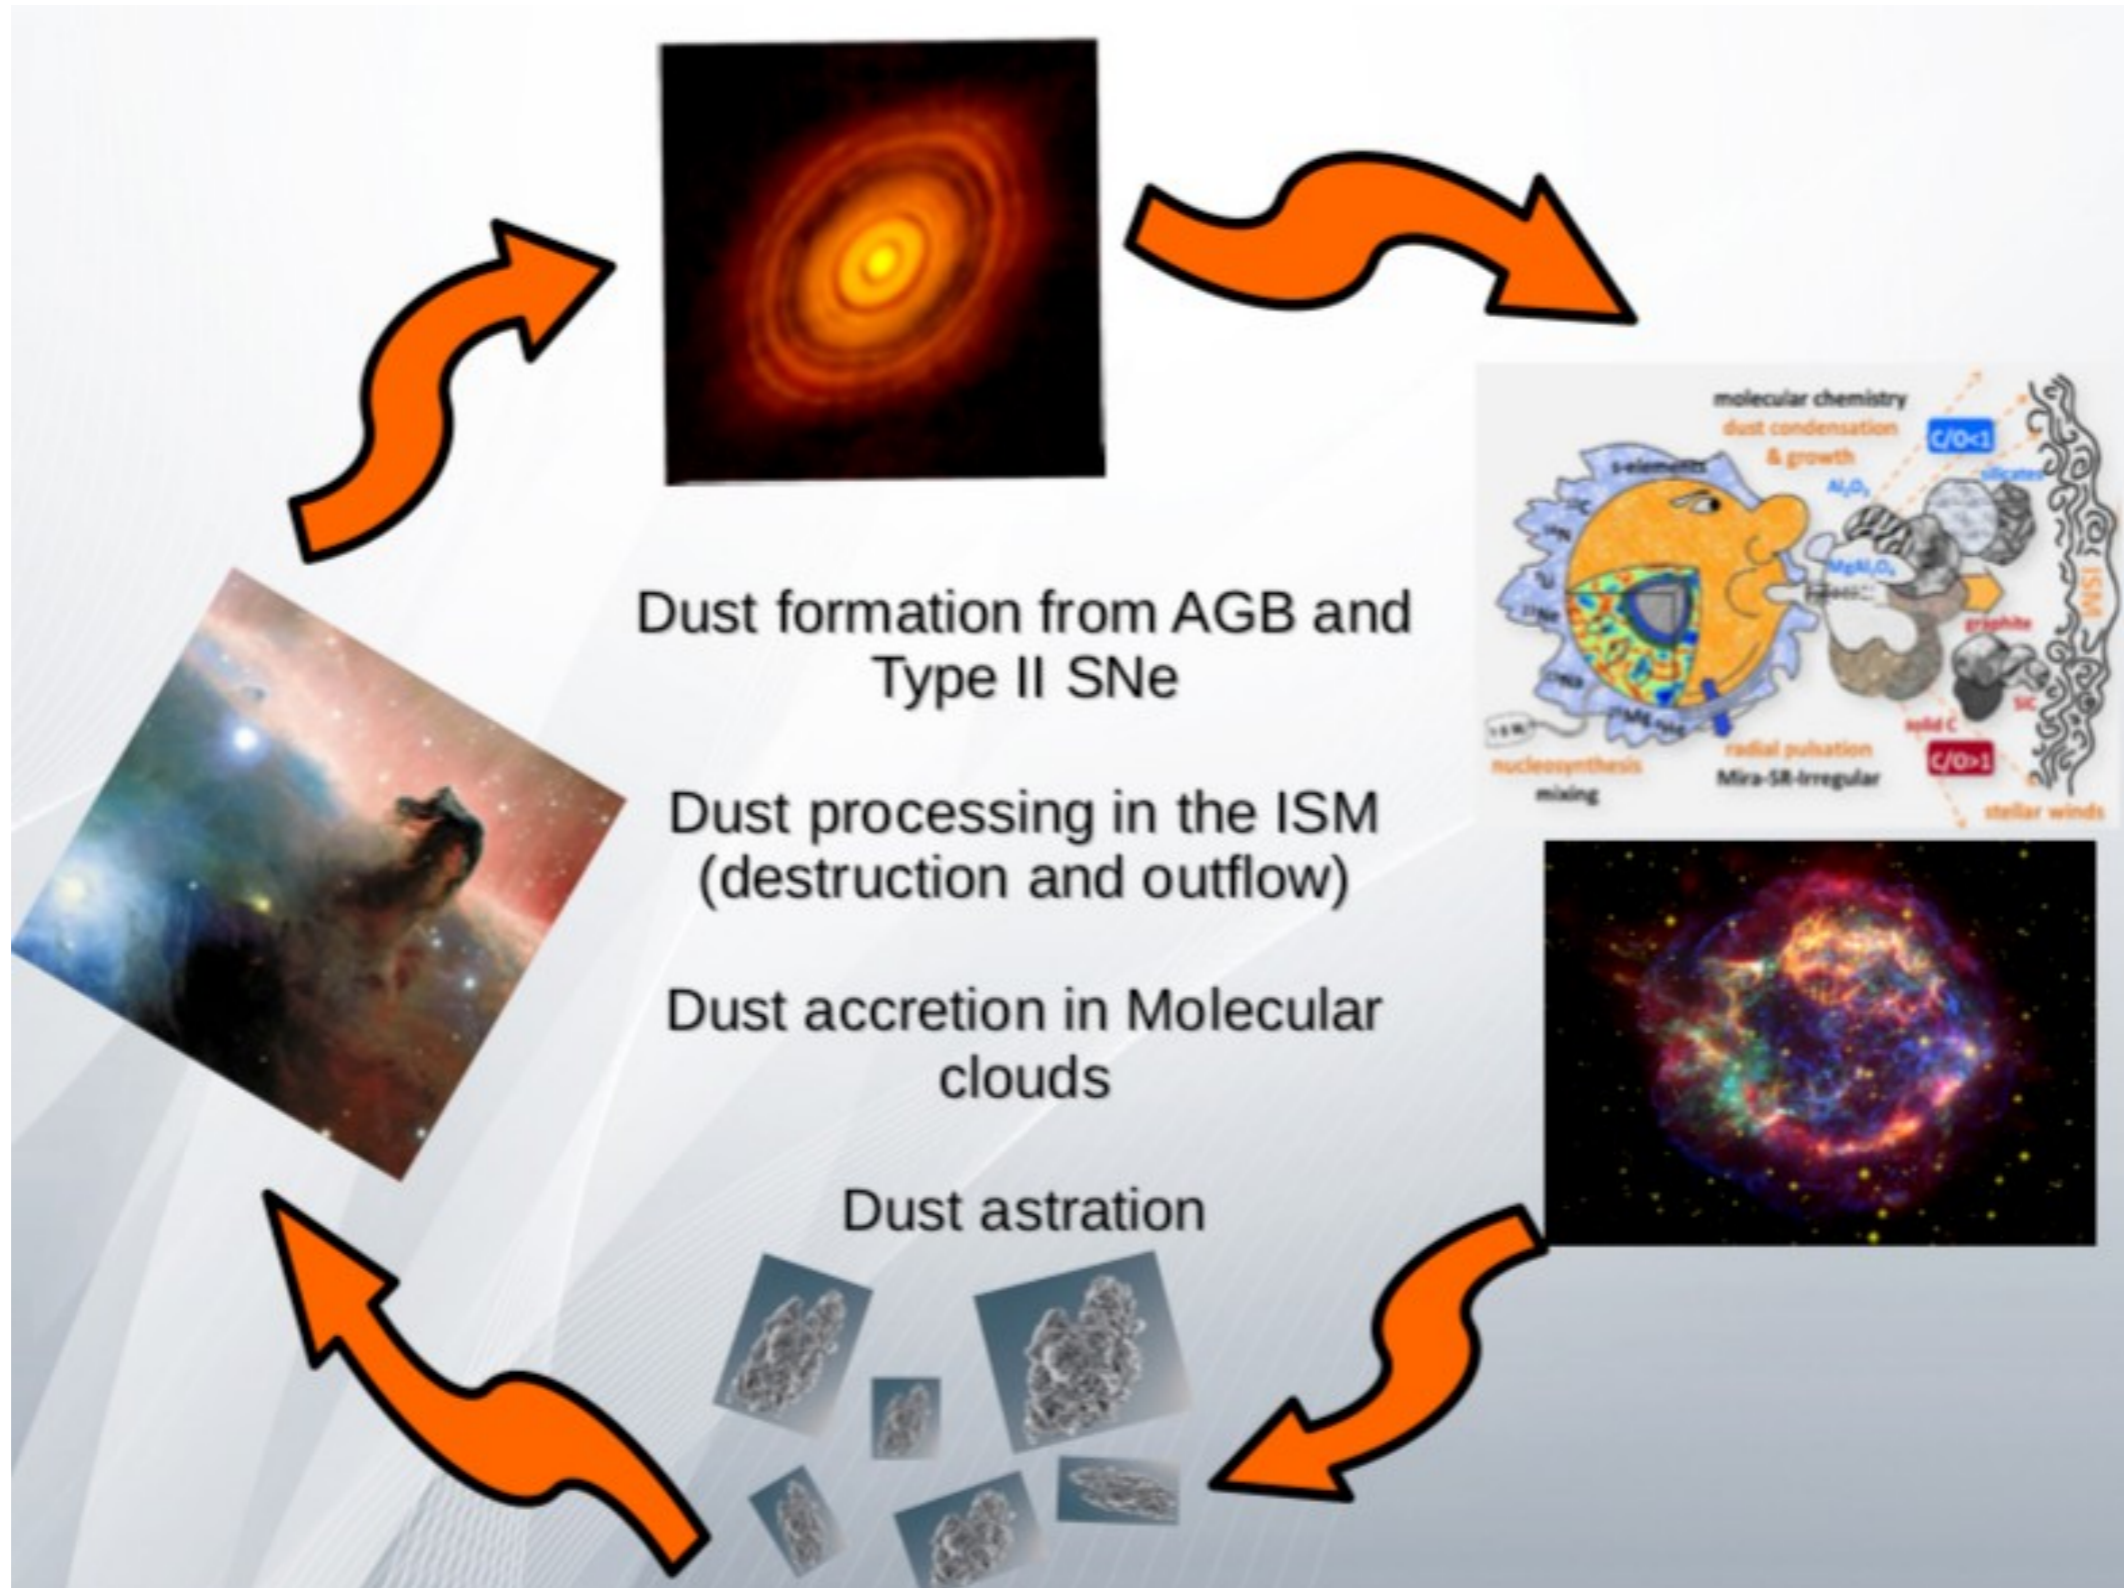 molecular chemistry
dust condensation
& growth
C/O<1
s-elements
Al₂O₃
silicates
MgAl₂O₄
ISM
graphite
SiC
solid C
C/O>1
radial pulsation
Mira-SR-Irregular
nucleosynthesis
mixing
stellar winds
Dust formation from AGB and
Type II SNe
Dust processing in the ISM
(destruction and outflow)
Dust accretion in Molecular
clouds
Dust astration